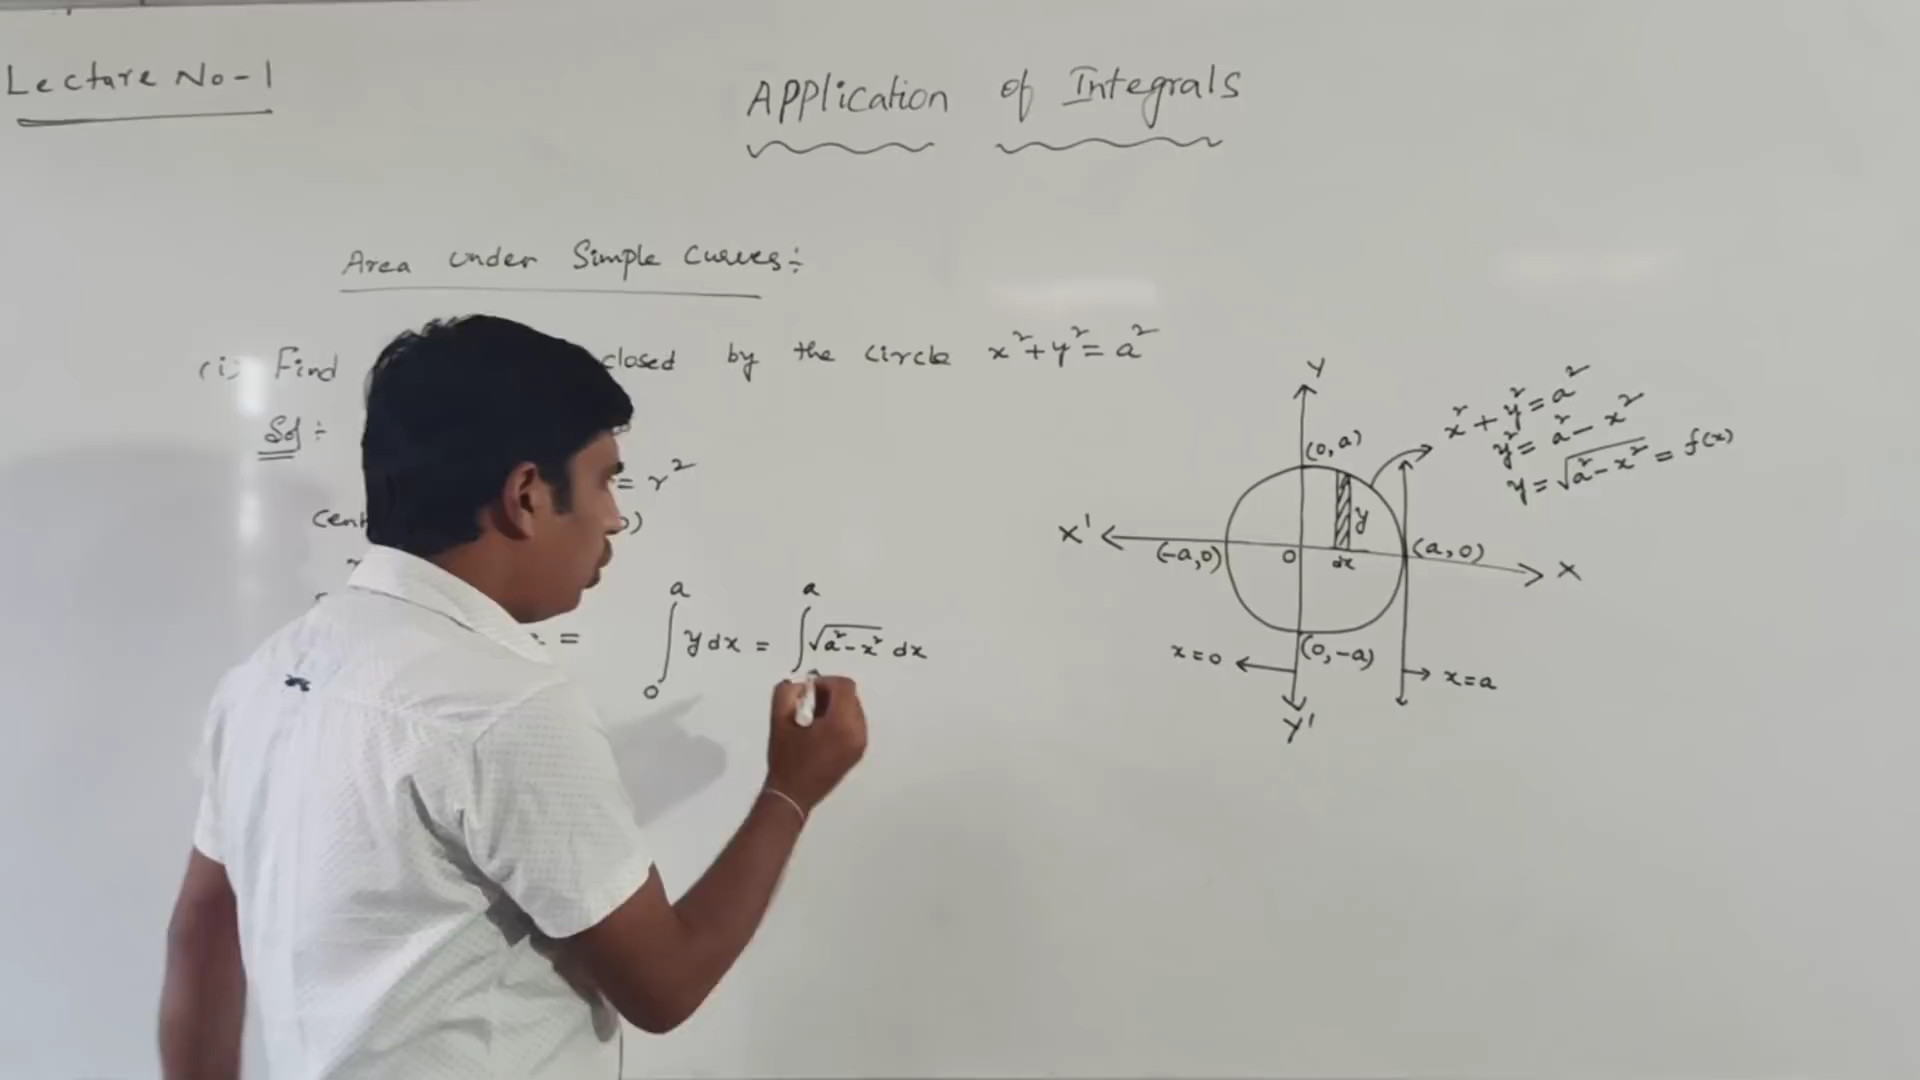 Lecture No-1
Application of Integrals
Area under Simple Curves:-
(i) Find closed by the circle x²+y²=a²
Sol:-
= r²
Cent 0)
= ∫₀ᵃ y dx = ∫ᵃ √a²-x² dx
Y
(0,a)
x²+y²=a²
y²=a²-x²
y=√a²-x² = f(x)
y
X' (-a,0) O dx (a,0) X
x=0 (0,-a) x=a
Y'